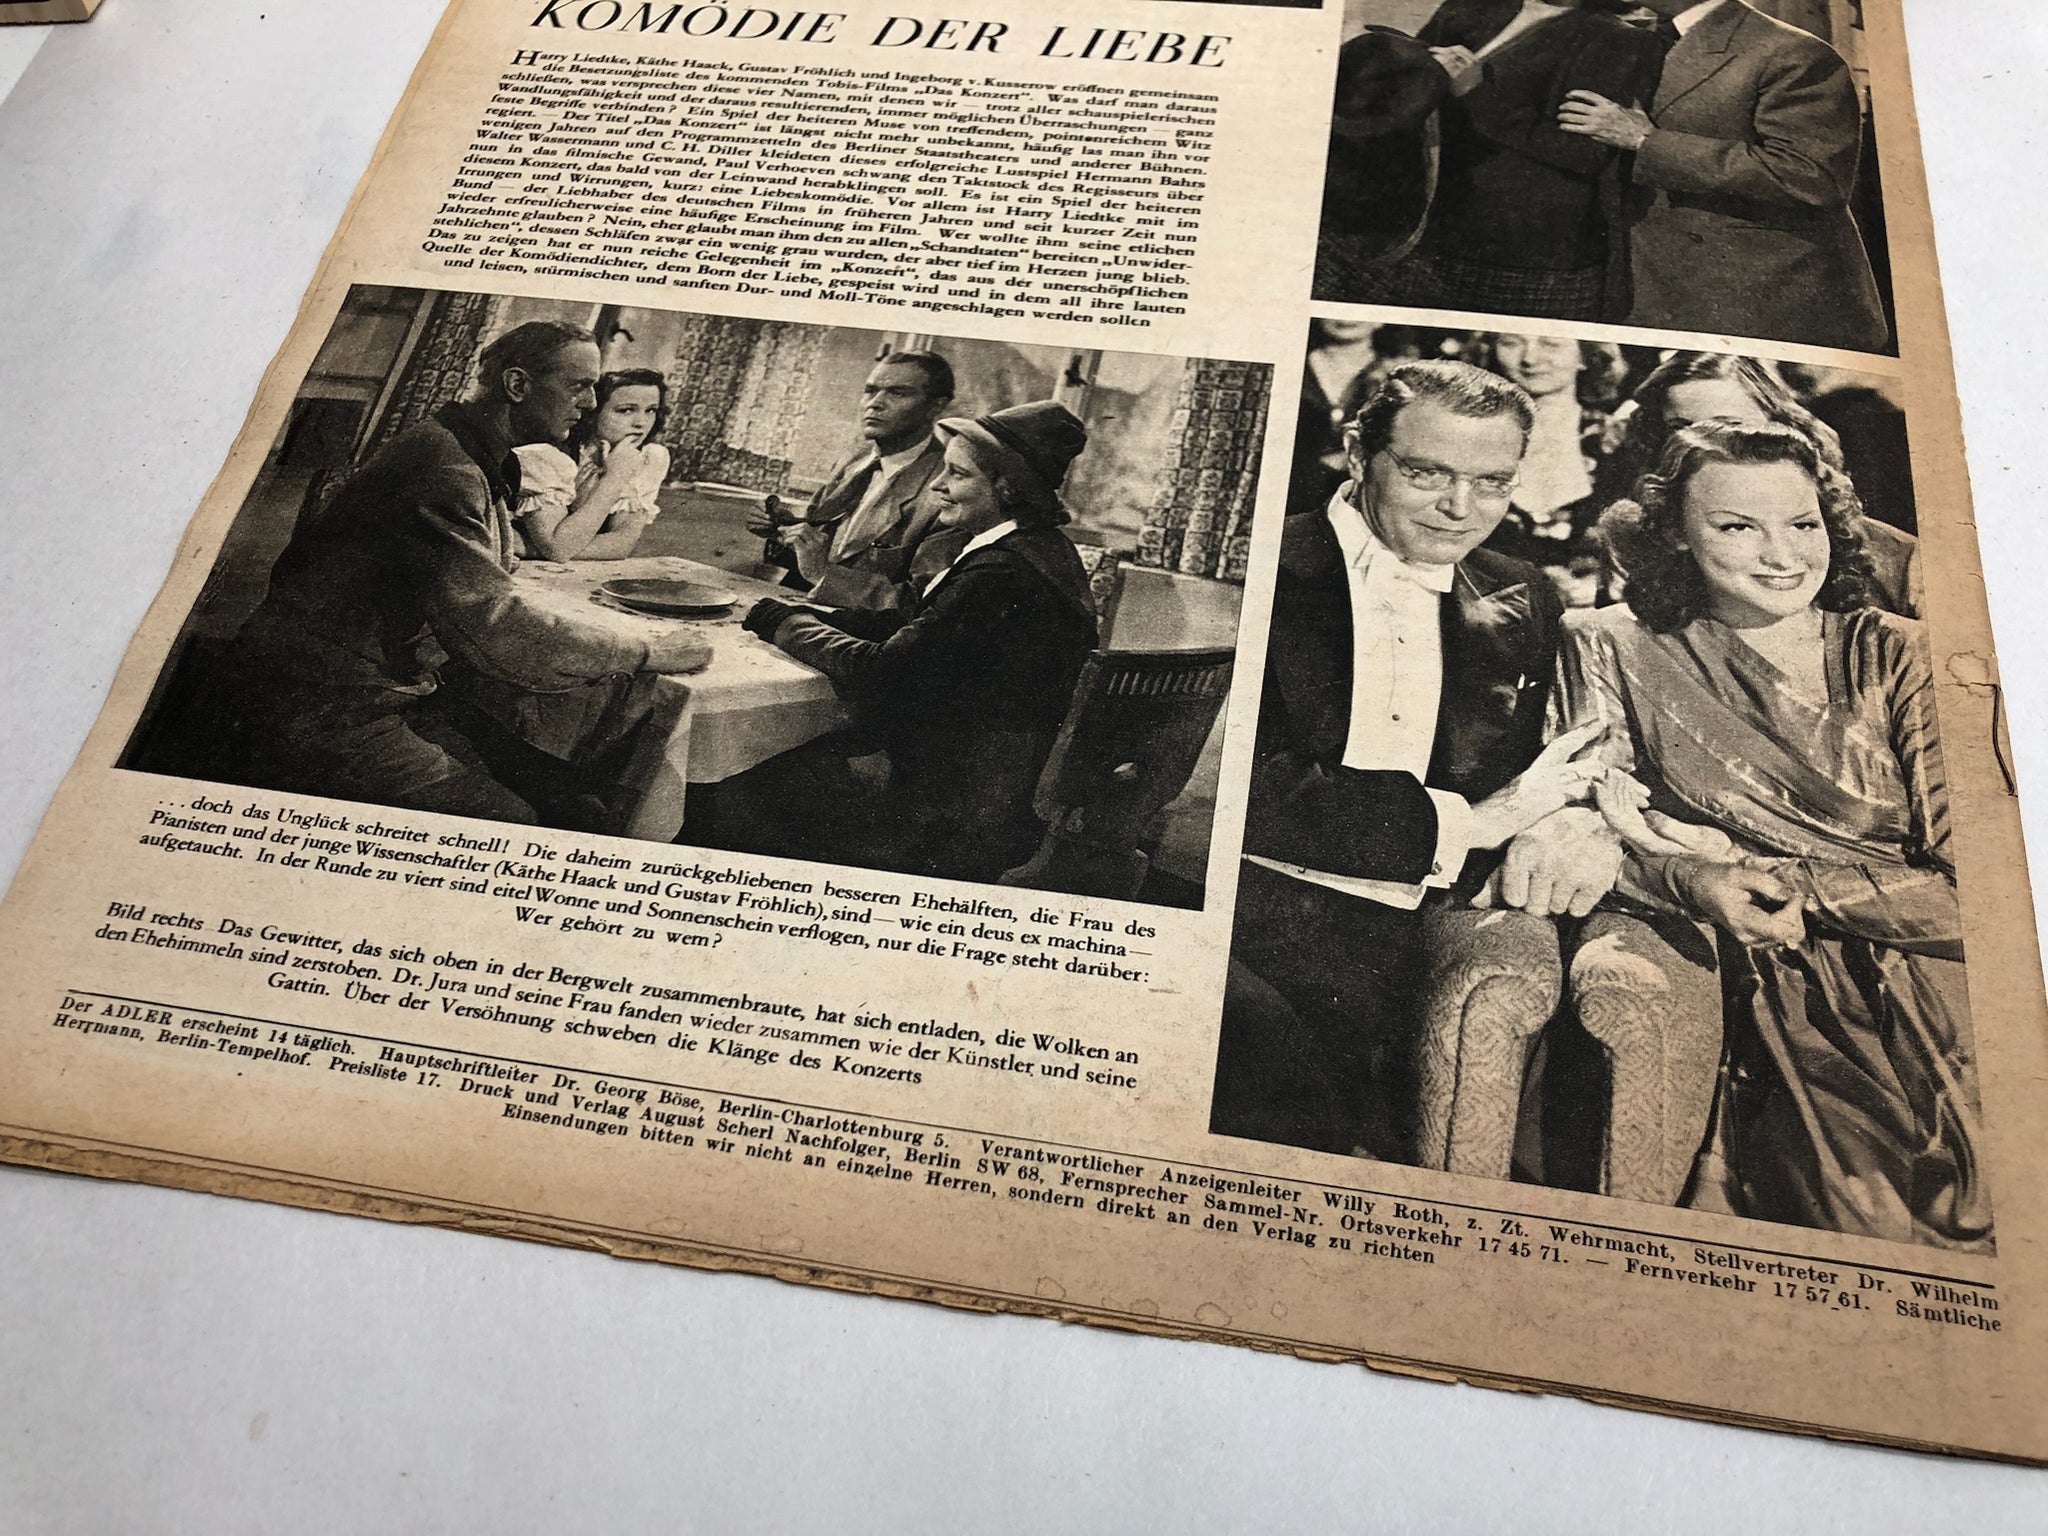 KOMÖDIE DER LIEBE
Harry Liedtke, Käthe Haack, Gustav Fröhlich und Ingeborg v. Kusserow eröffnen gemeinsam
die Besetzungsliste des kommenden Tobis-Films „Das Konzert“. Was darf man daraus
schließen, was versprechen diese vier Namen, mit denen wir — trotz aller schauspielerischen
Wandlungsfähigkeit und der daraus resultierenden, immer möglichen Überraschungen — ganz
feste Begriffe verbinden? Ein Spiel der heiteren Muse von treffendem, pointenreichem Witz
regiert. — Der Titel „Das Konzert“ ist längst nicht mehr unbekannt, häufig las man ihn vor
wenigen Jahren auf den Programmzetteln des Berliner Staatstheaters und anderer Bühnen.
Walter Wassermann und C. H. Diller kleideten dieses erfolgreiche Lustspiel Hermann Bahrs
nun in das filmische Gewand, Paul Verhoeven schwang den Taktstock des Regisseurs über
diesem Konzert, das bald von der Leinwand herabklingen soll. Es ist ein Spiel der heiteren
Irrungen und Wirrungen, kurz: eine Liebeskomödie. Vor allem ist Harry Liedtke mit im
Bund — der Liebhaber des deutschen Films in früheren Jahren und seit kurzer Zeit nun
wieder erfreulicherweise eine häufige Erscheinung im Film. Wer wollte ihm seine etlichen
Jahrzehnte glauben? Nein, eher glaubt man ihm den zu allen „Schandtaten“ bereiten „Unwider-
stehlichen“, dessen Schläfen zwar ein wenig grau wurden, der aber tief im Herzen jung blieb.
Das zu zeigen hat er nun reiche Gelegenheit im „Konzert“, das aus der unerschöpflichen
Quelle der Komödiendichter, dem Born der Liebe, gespeist wird und in dem all ihre lauten
und leisen, stürmischen und sanften Dur- und Moll-Töne angeschlagen werden sollen
...doch das Unglück schreitet schnell! Die daheim zurückgebliebenen besseren Ehehälften, die Frau des
Pianisten und der junge Wissenschaftler (Käthe Haack und Gustav Fröhlich), sind — wie ein deus ex machina —
aufgetaucht. In der Runde zu viert sind eitel Wonne und Sonnenschein verflogen, nur die Frage steht darüber:
Wer gehört zu wem?
Bild rechts Das Gewitter, das sich oben in der Bergwelt zusammenbraute, hat sich entladen, die Wolken an
den Ehehimmeln sind zerstoben. Dr. Jura und seine Frau fanden wieder zusammen wie der Künstler und seine
Gattin. Über der Versöhnung schweben die Klänge des Konzerts
Der ADLER erscheint 14 täglich. Hauptschriftleiter Dr. Georg Böse, Berlin-Charlottenburg 5. Verantwortlicher Anzeigenleiter Willy Roth, z. Zt. Wehrmacht, Stellvertreter Dr. Wilhelm
Herrmann, Berlin-Tempelhof. Preisliste 17. Druck und Verlag August Scherl Nachfolger, Berlin SW 68, Fernsprecher Sammel-Nr. Ortsverkehr 17 45 71. — Fernverkehr 17 57 61. Sämtliche
Einsendungen bitten wir nicht an einzelne Herren, sondern direkt an den Verlag zu richten